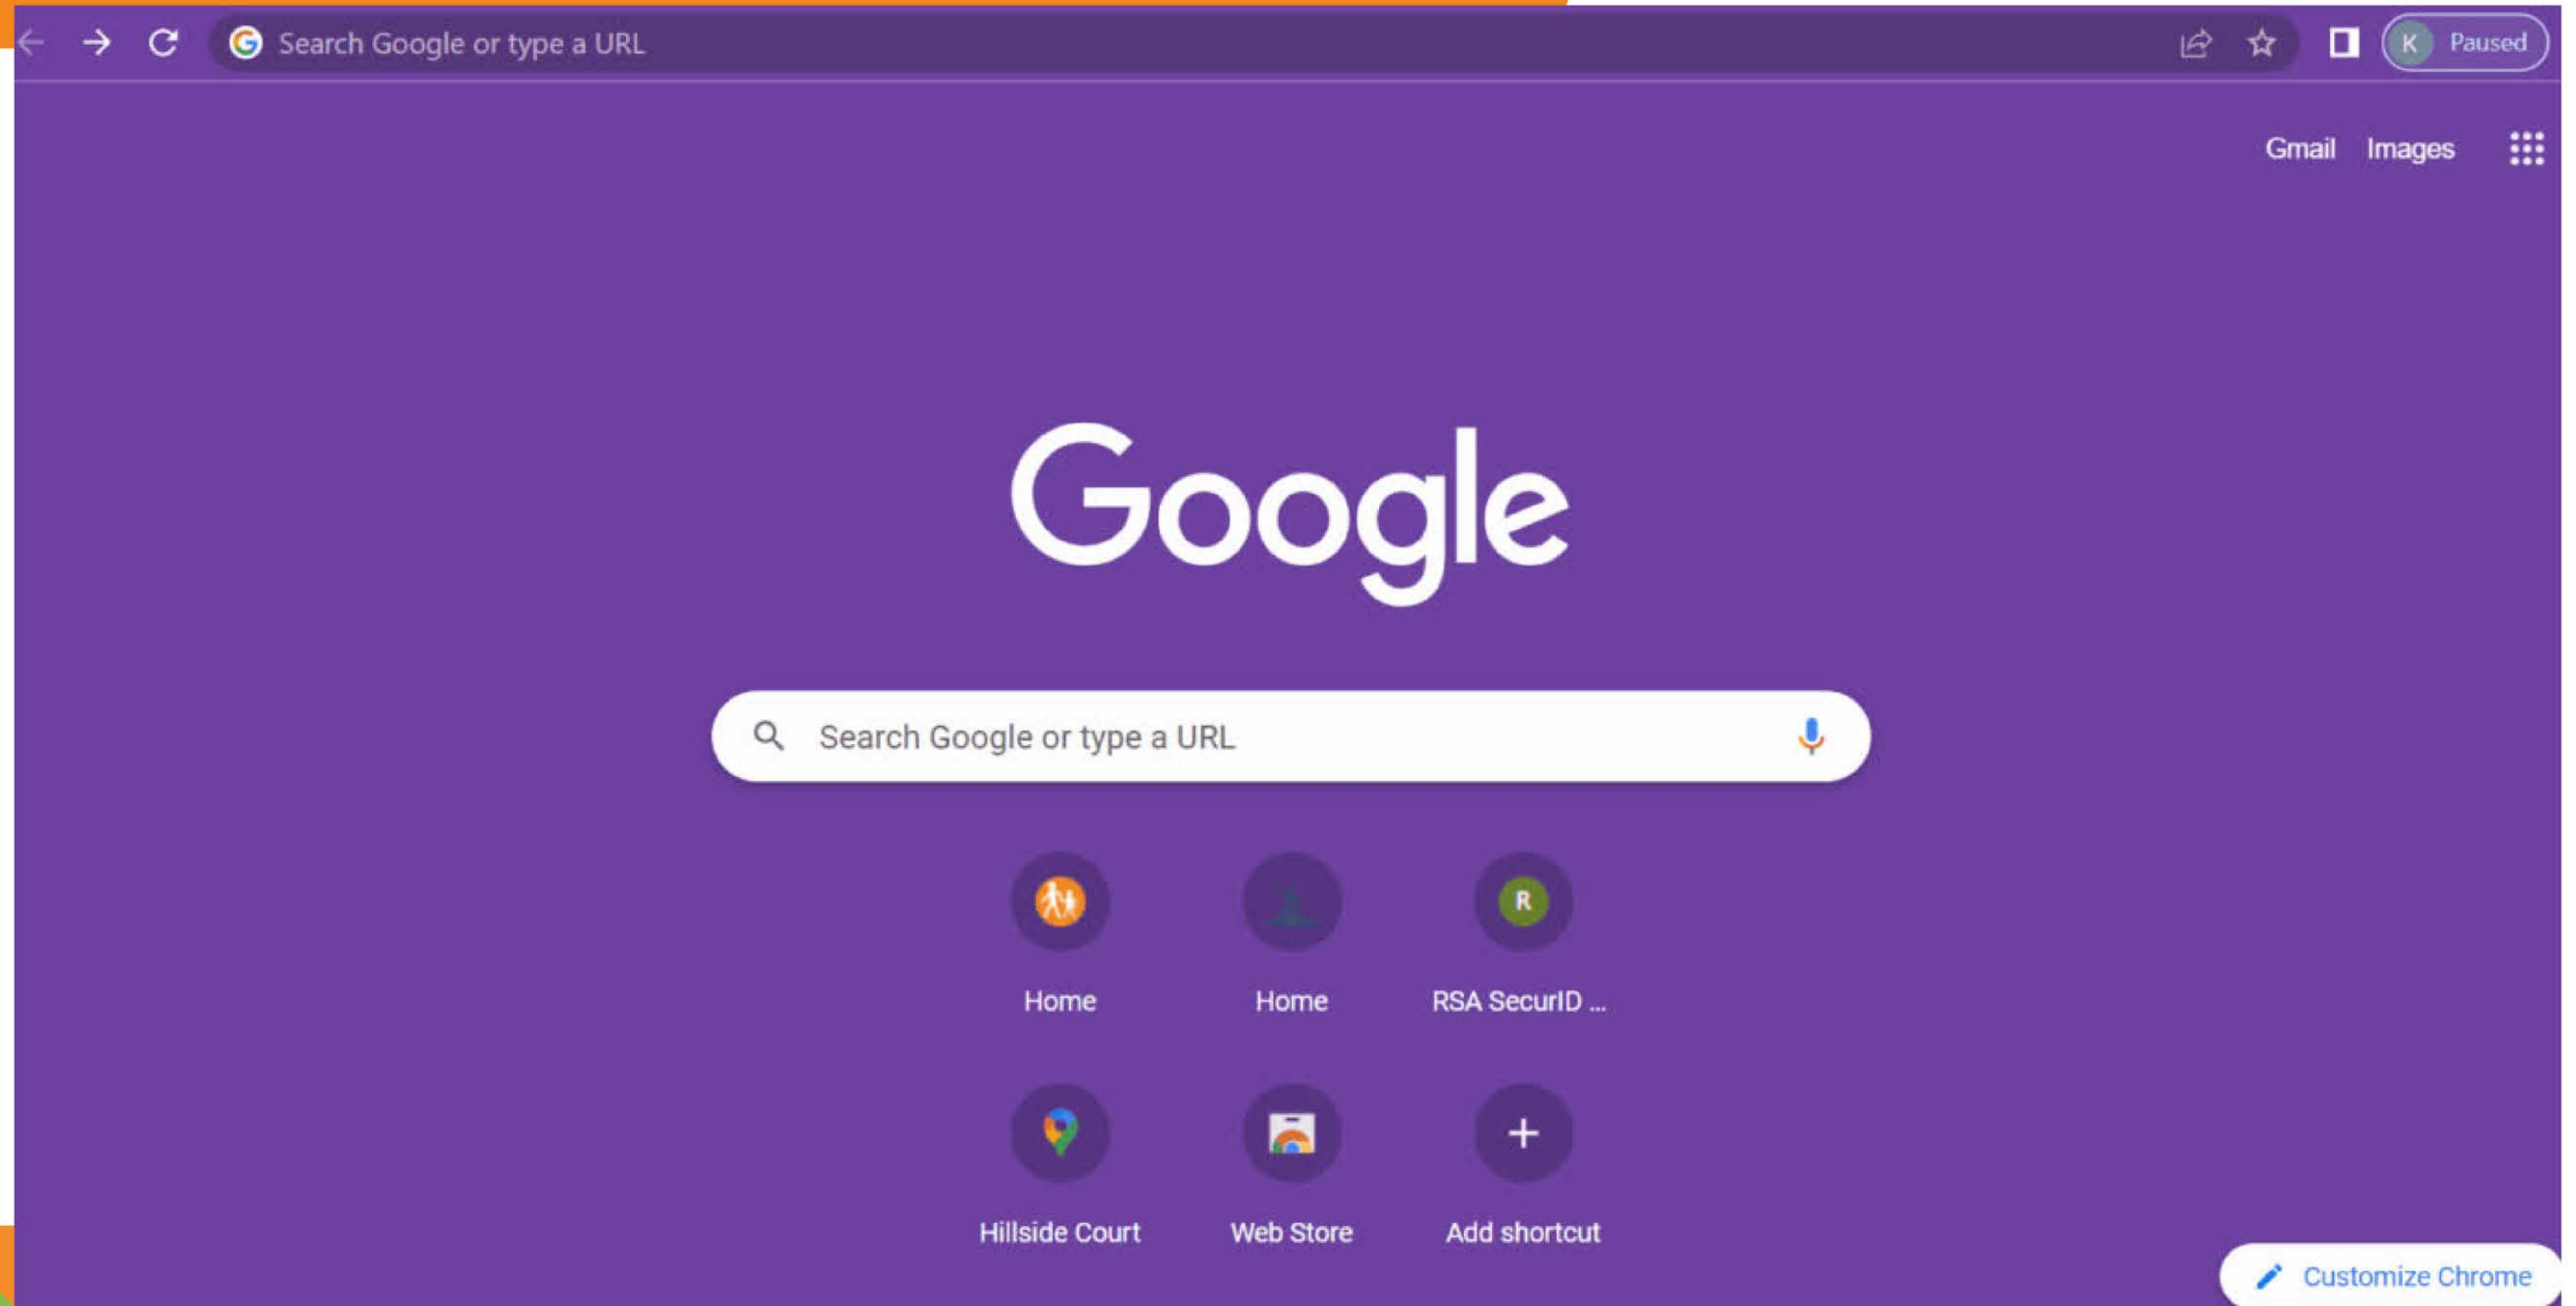 Search Google or type a URL
K Paused
Gmail Images
Google
Search Google or type a URL
R
Home Home RSA SecurID ...
Hillside Court Web Store Add shortcut
Customize Chrome